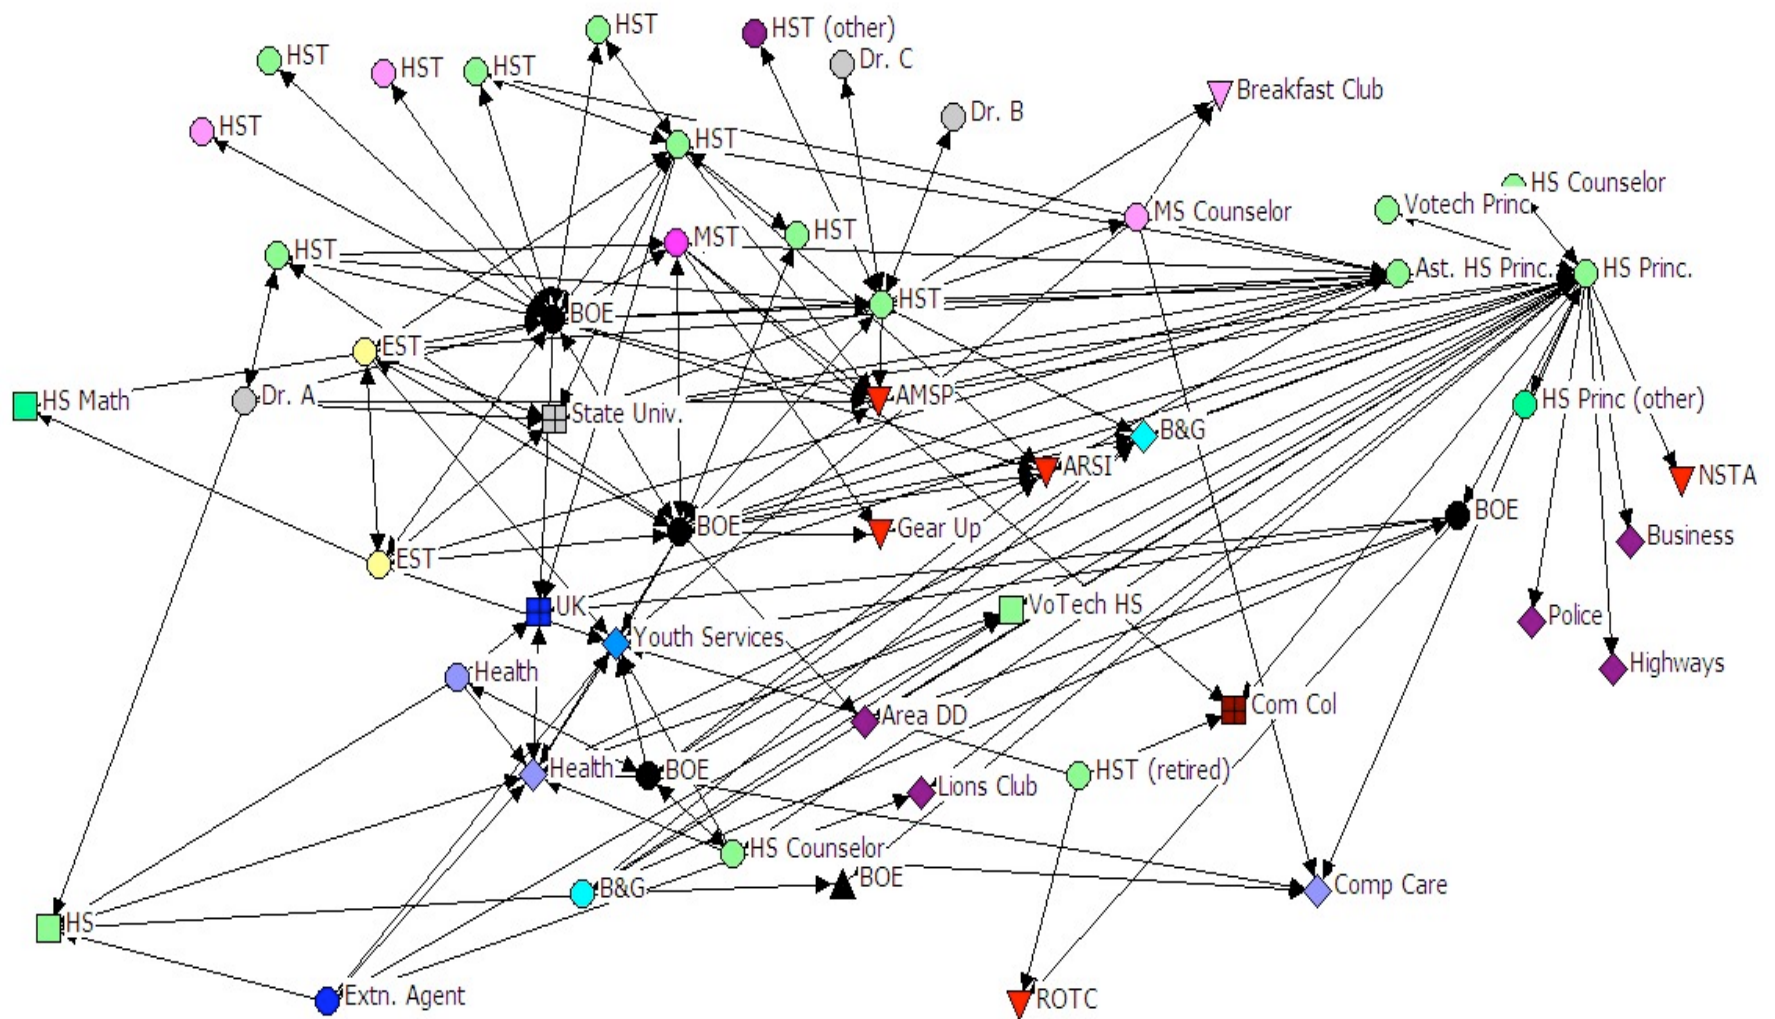 HST
HST (other)
HST
HST
HST
Dr. C
Breakfast Club
Dr. B
HST
HST
HS Counselor
Votech Princ
MS Counselor
HST
MST
HST
Ast. HS Princ.
HS Princ.
HST
BOE
EST
Dr. A
HS Math
AMSP
HS Princ (other)
State Univ.
B&G
ARSI
NSTA
BOE
BOE
Gear Up
Business
EST
UK
VoTech HS
Police
Youth Services
Highways
Health
Com Col
Area DD
Health
BOE
HST (retired)
Lions Club
HS Counselor
BOE
Comp Care
B&G
HS
Extn. Agent
ROTC